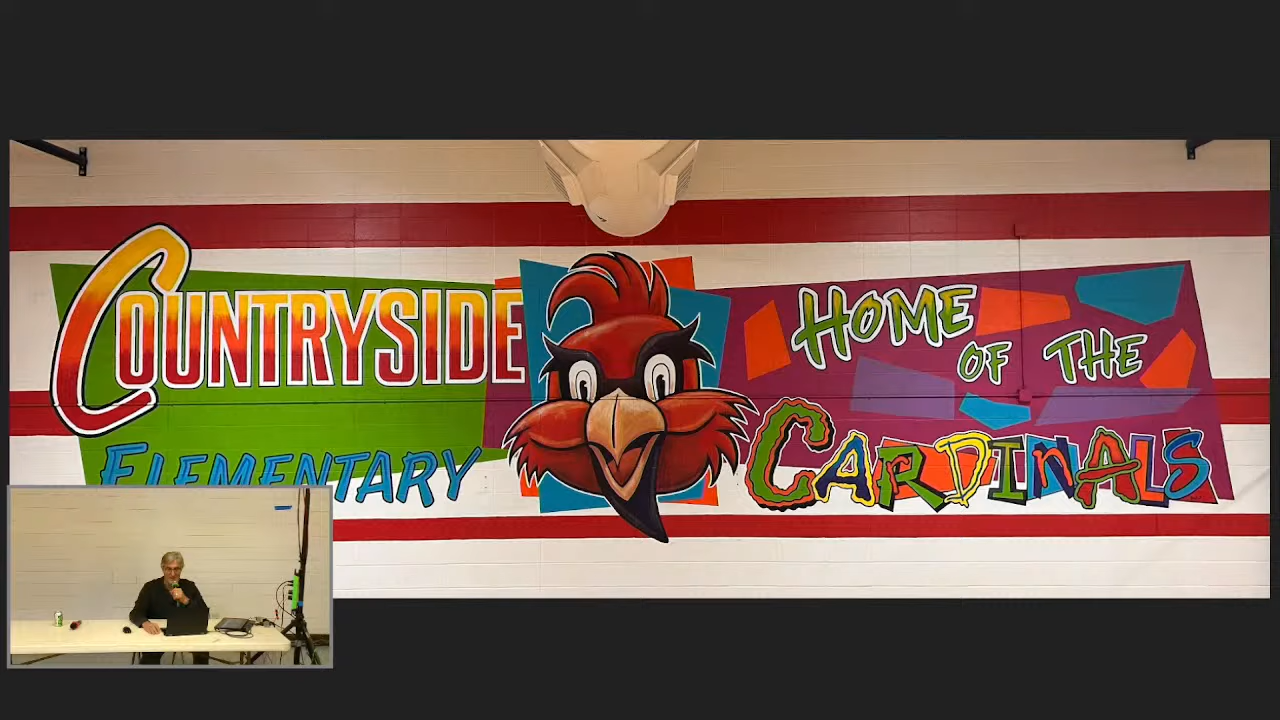 COUNTRYSIDE
ELEMENTARY
HOME
OF THE
CARDINALS